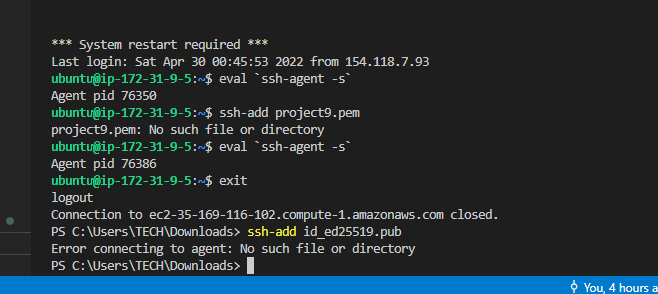 *** System restart required ***
Last login: Sat Apr 30 00:45:53 2022 from 154.118.7.93
ubuntu@ip-172-31-9-5:~$ eval `ssh-agent -s`
Agent pid 76350
ubuntu@ip-172-31-9-5:~$ ssh-add project9.pem
project9.pem: No such file or directory
ubuntu@ip-172-31-9-5:~$ eval `ssh-agent -s`
Agent pid 76386
ubuntu@ip-172-31-9-5:~$ exit
logout
Connection to ec2-35-169-116-102.compute-1.amazonaws.com closed.
PS C:\Users\TECH\Downloads> ssh-add id_ed25519.pub
Error connecting to agent: No such file or directory
PS C:\Users\TECH\Downloads>
You, 4 hours a